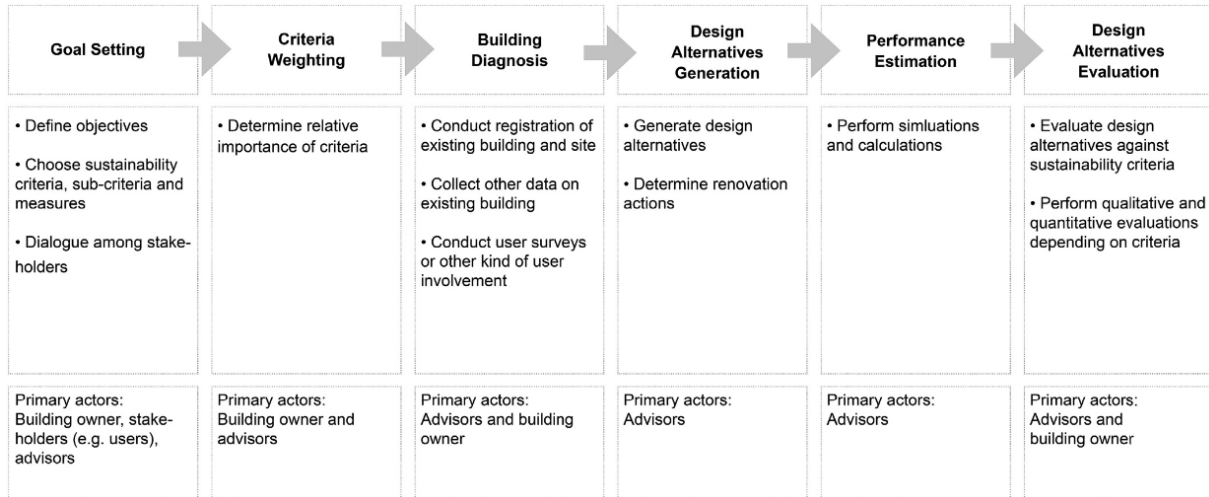 Goal Setting
Criteria
Weighting
Building
Diagnosis
Design
Alternatives
Generation
Performance
Estimation
Design
Alternatives
Evaluation
• Define objectives
• Choose sustainability
criteria, sub-criteria and
measures
• Dialogue among stake-
holders
• Determine relative
importance of criteria
• Conduct registration of
existing building and site
• Collect other data on
existing building
• Conduct user surveys
or other kind of user
involvement
• Generate design
alternatives
• Determine renovation
actions
• Perform simluations
and calculations
• Evaluate design
alternatives against
sustainability criteria
• Perform qualitative and
quantitative evaluations
depending on criteria
Primary actors:
Building owner, stake-
holders (e.g. users),
advisors
Primary actors:
Building owner and
advisors
Primary actors:
Advisors and building
owner
Primary actors:
Advisors
Primary actors:
Advisors
Primary actors:
Advisors and
building owner